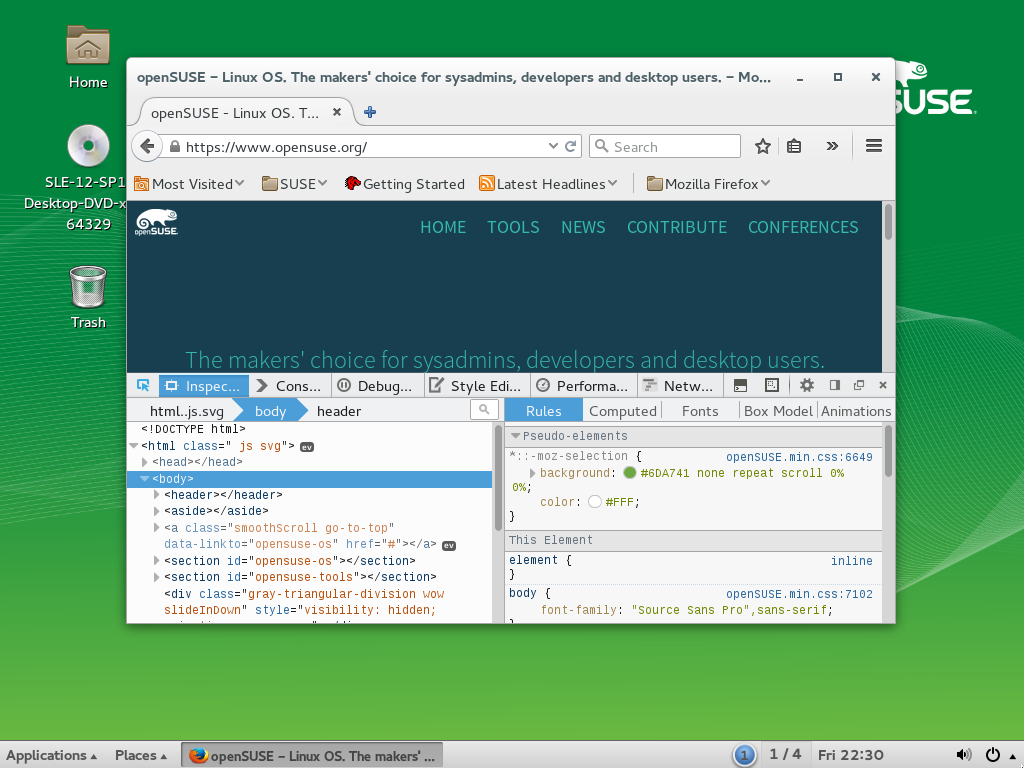 Home
SLE-12-SP1
Desktop-DVD-x
64329
Trash
SUSE
openSUSE – Linux OS. The makers' choice for sysadmins, developers and desktop users. – Mo...
openSUSE - Linux OS. T...
https://www.opensuse.org/
Search
Most Visited
SUSE
Getting Started
Latest Headlines
Mozilla Firefox
openSUSE
HOME TOOLS NEWS CONTRIBUTE CONFERENCES
The makers' choice for sysadmins, developers and desktop users.
Inspec... Cons... Debug... Style Edi... Performa... Netw...
html..js.svg body header
<!DOCTYPE html>
<html class=" js svg"> ev
<head></head>
<body>
<header></header>
<aside></aside>
<a class="smoothScroll go-to-top"
data-linkto="opensuse-os" href="#"></a> ev
<section id="opensuse-os"></section>
<section id="opensuse-tools"></section>
<div class="gray-triangular-division wow
slideInDown" style="visibility: hidden;
Rules Computed Fonts Box Model Animations
Pseudo-elements
*::-moz-selection { openSUSE.min.css:6649
background: #6DA741 none repeat scroll 0%
0%;
color: #FFF;
}
This Element
element { inline
}
body { openSUSE.min.css:7102
font-family: "Source Sans Pro",sans-serif;
Applications Places openSUSE – Linux OS. The makers' ... 1 1 / 4 Fri 22:30